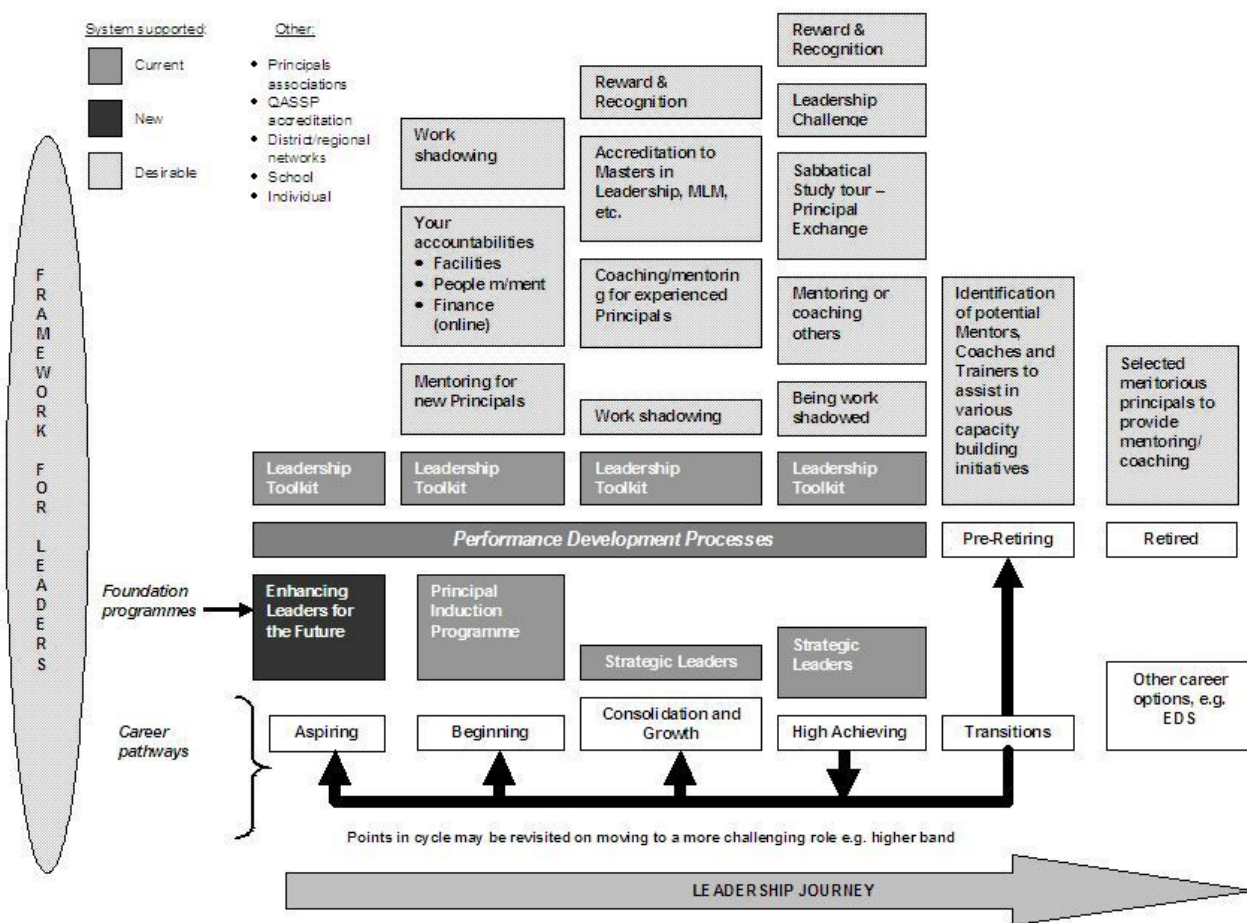 System supported:
Current
New
Desirable
Other:
• Principals
associations
• QASSP
accreditation
• District/regional
networks
• School
• Individual
FRAMEWORK FOR LEADERS
Leadership
Toolkit
Work
shadowing
Your
accountabilities
• Facilities
• People m/ment
• Finance
(online)
Mentoring for
new Principals
Leadership
Toolkit
Reward &
Recognition
Accreditation to
Masters in
Leadership, MLM,
etc.
Coaching/mentorin
g for experienced
Principals
Work shadowing
Leadership
Toolkit
Reward &
Recognition
Leadership
Challenge
Sabbatical
Study tour –
Principal
Exchange
Mentoring or
coaching
others
Being work
shadowed
Leadership
Toolkit
Identification
of potential
Mentors,
Coaches and
Trainers to
assist in
various
capacity
building
initiatives
Selected
meritorious
principals to
provide
mentoring/
coaching
Performance Development Processes
Pre-Retiring
Retired
Foundation
programmes
Enhancing
Leaders for
the Future
Principal
Induction
Programme
Strategic Leaders
Strategic
Leaders
Career
pathways
Aspiring
Beginning
Consolidation and
Growth
High Achieving
Transitions
Other career
options, e.g.
EDS
Points in cycle may be revisited on moving to a more challenging role e.g. higher band
LEADERSHIP JOURNEY